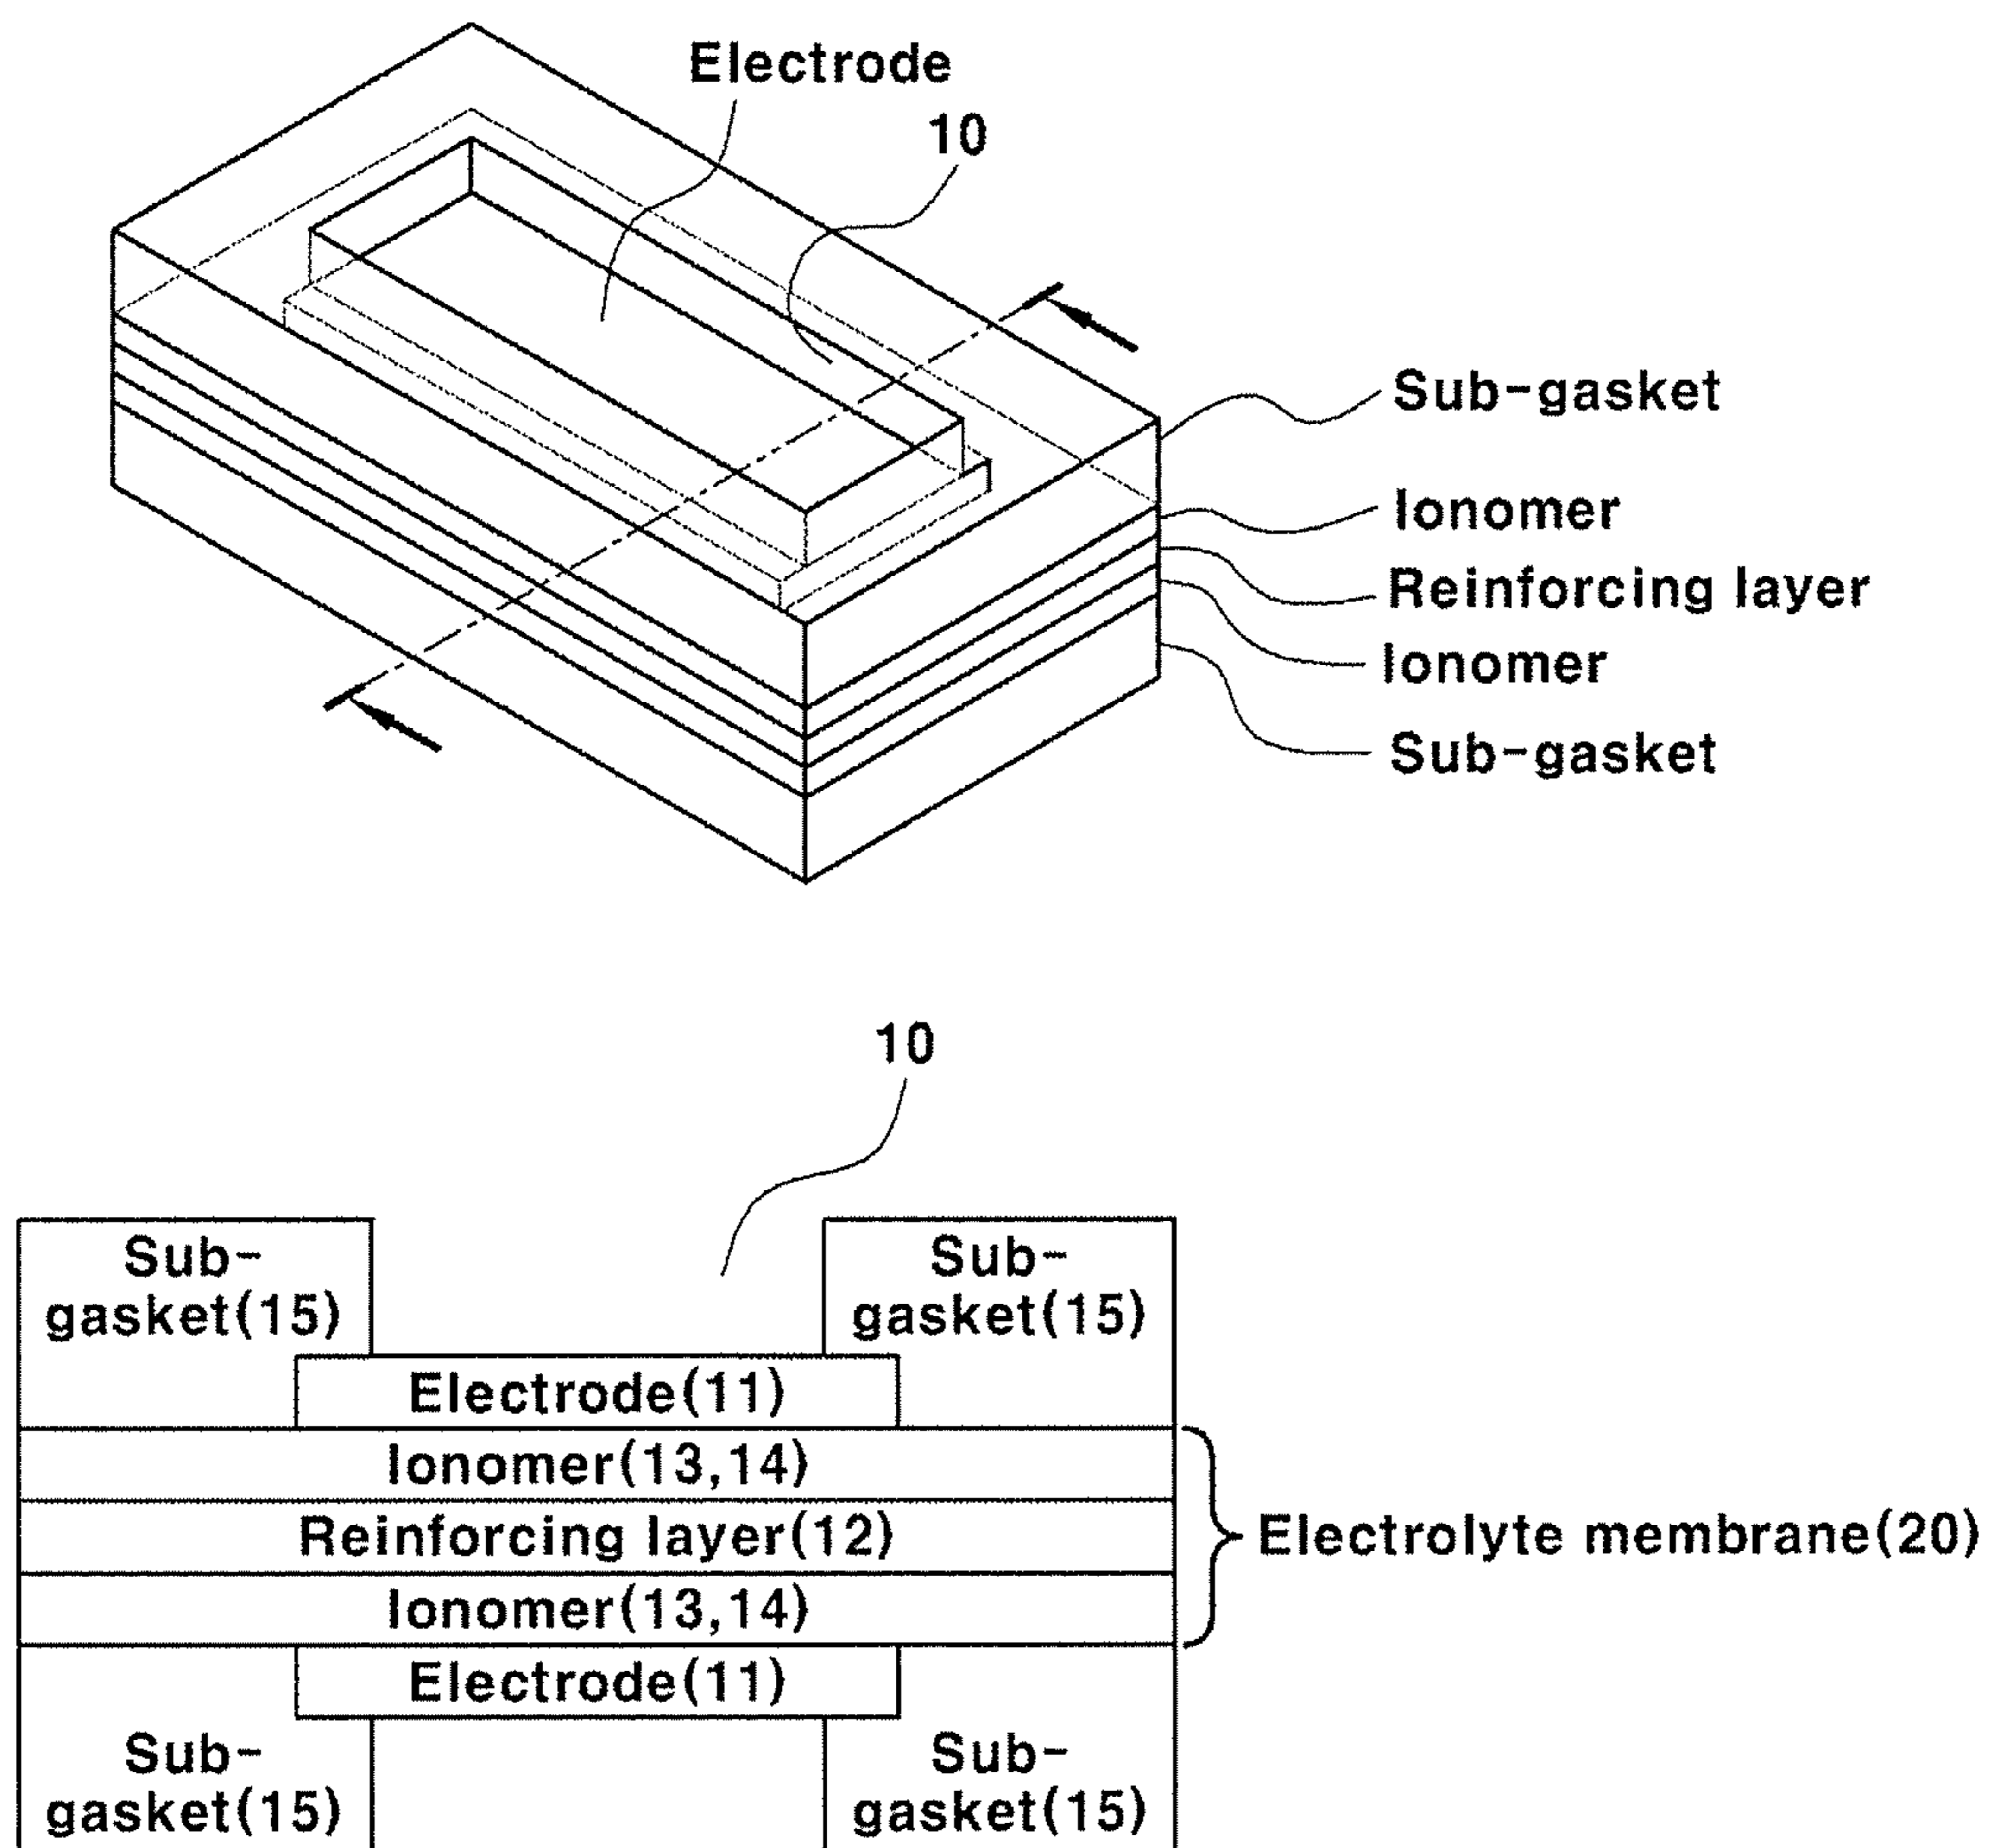 Electrode
10
Sub-gasket
Ionomer
Reinforcing layer
Ionomer
Sub-gasket
10
Sub-
gasket(15)
Sub-
gasket(15)
Electrode(11)
Ionomer(13,14)
Reinforcing layer(12)
Electrolyte membrane(20)
Ionomer(13,14)
Electrode(11)
Sub-
gasket(15)
Sub-
gasket(15)